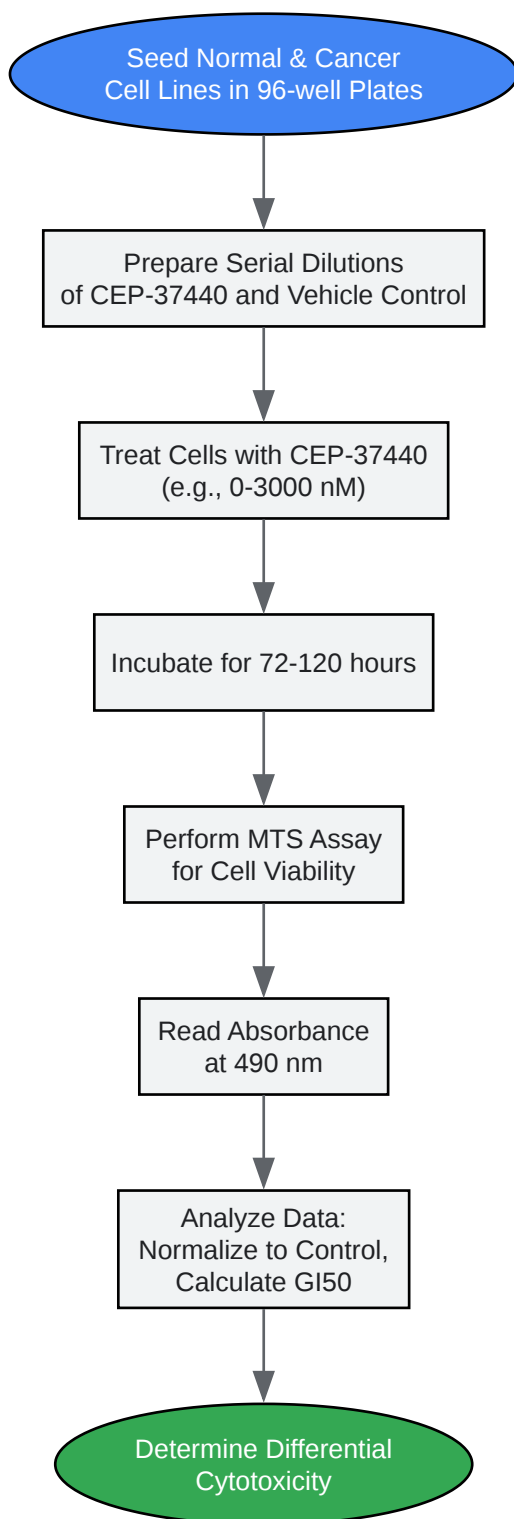 Seed Normal & Cancer
Cell Lines in 96-well Plates
Prepare Serial Dilutions
of CEP-37440 and Vehicle Control
Treat Cells with CEP-37440
(e.g., 0-3000 nM)
Incubate for 72-120 hours
Perform MTS Assay
for Cell Viability
Read Absorbance
at 490 nm
Analyze Data:
Normalize to Control,
Calculate GI50
Determine Differential
Cytotoxicity